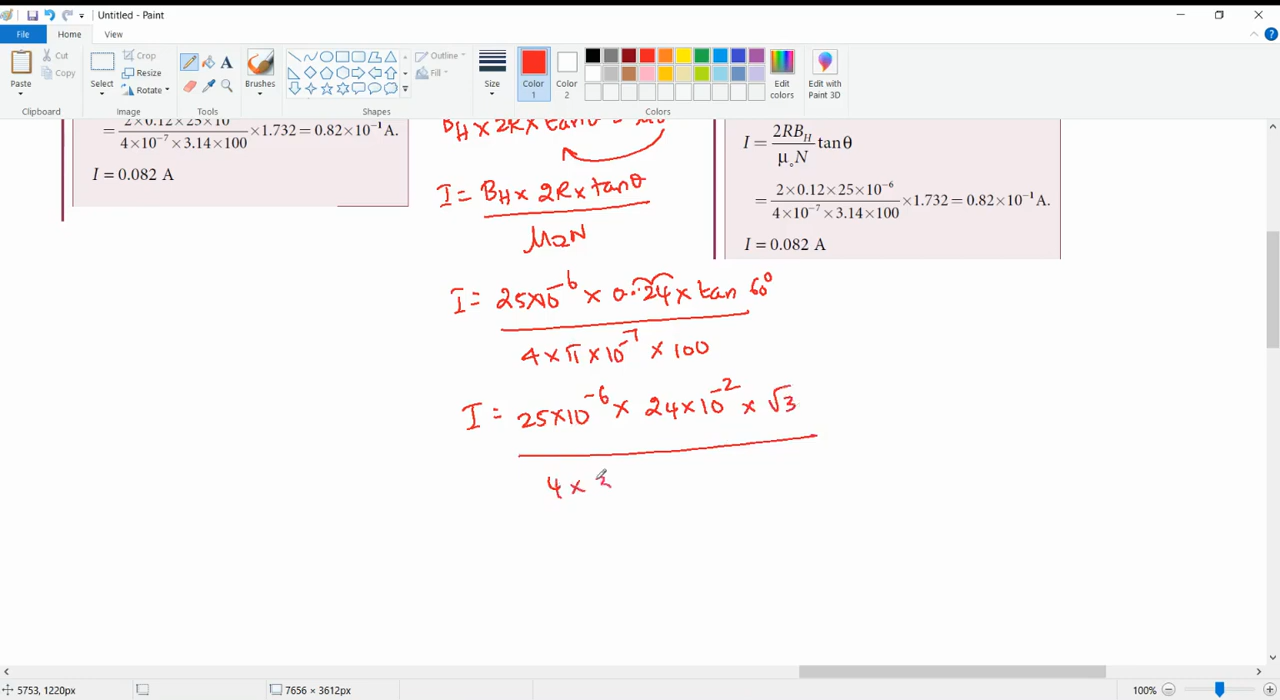 Untitled - Paint
File
Home
View
Paste
Cut
Copy
Clipboard
Select
Crop
Resize
Rotate
Image
A
Tools
Brushes
Outline
Fill
Shapes
Size
Color
1
Color
2
Edit
colors
Edit with
Paint 3D
Colors
4×10⁻⁷×3.14×100
×1.732=0.82×10⁻¹A.
I = 0.082 A
B_H × 2R × tanθ
I = B_H × 2R × tanθ
μ₀N
I = 25×10⁻⁶ × 0.24 × tan 60°
4 × π × 10⁻⁷ × 100
I = 25×10⁻⁶ × 24×10⁻² × √3
4 ×
I = 2RB_H / μ∘N tanθ
= 2×0.12×25×10⁻⁶ / 4×10⁻⁷×3.14×100 ×1.732=0.82×10⁻¹A.
I = 0.082 A
5753, 1220px
7656 × 3612px
100%